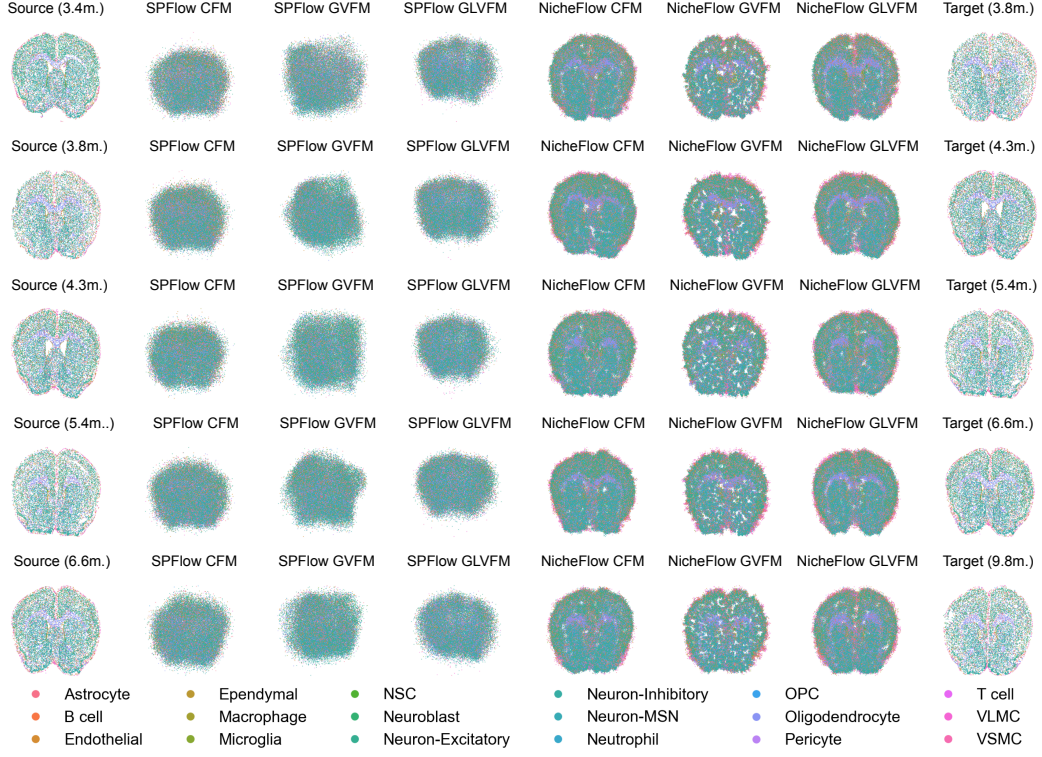 Source (3.4m.) SPFlow CFM SPFlow GVFM SPFlow GLVFM NicheFlow CFM NicheFlow GVFM NicheFlow GLVFM Target (3.8m.)
Source (3.8m.) SPFlow CFM SPFlow GVFM SPFlow GLVFM NicheFlow CFM NicheFlow GVFM NicheFlow GLVFM Target (4.3m.)
Source (4.3m.) SPFlow CFM SPFlow GVFM SPFlow GLVFM NicheFlow CFM NicheFlow GVFM NicheFlow GLVFM Target (5.4m.)
Source (5.4m..) SPFlow CFM SPFlow GVFM SPFlow GLVFM NicheFlow CFM NicheFlow GVFM NicheFlow GLVFM Target (6.6m.)
Source (6.6m.) SPFlow CFM SPFlow GVFM SPFlow GLVFM NicheFlow CFM NicheFlow GVFM NicheFlow GLVFM Target (9.8m.)
Astrocyte Ependymal NSC Neuron-Inhibitory OPC T cell
B cell Macrophage Neuroblast Neuron-MSN Oligodendrocyte VLMC
Endothelial Microglia Neuron-Excitatory Neutrophil Pericyte VSMC